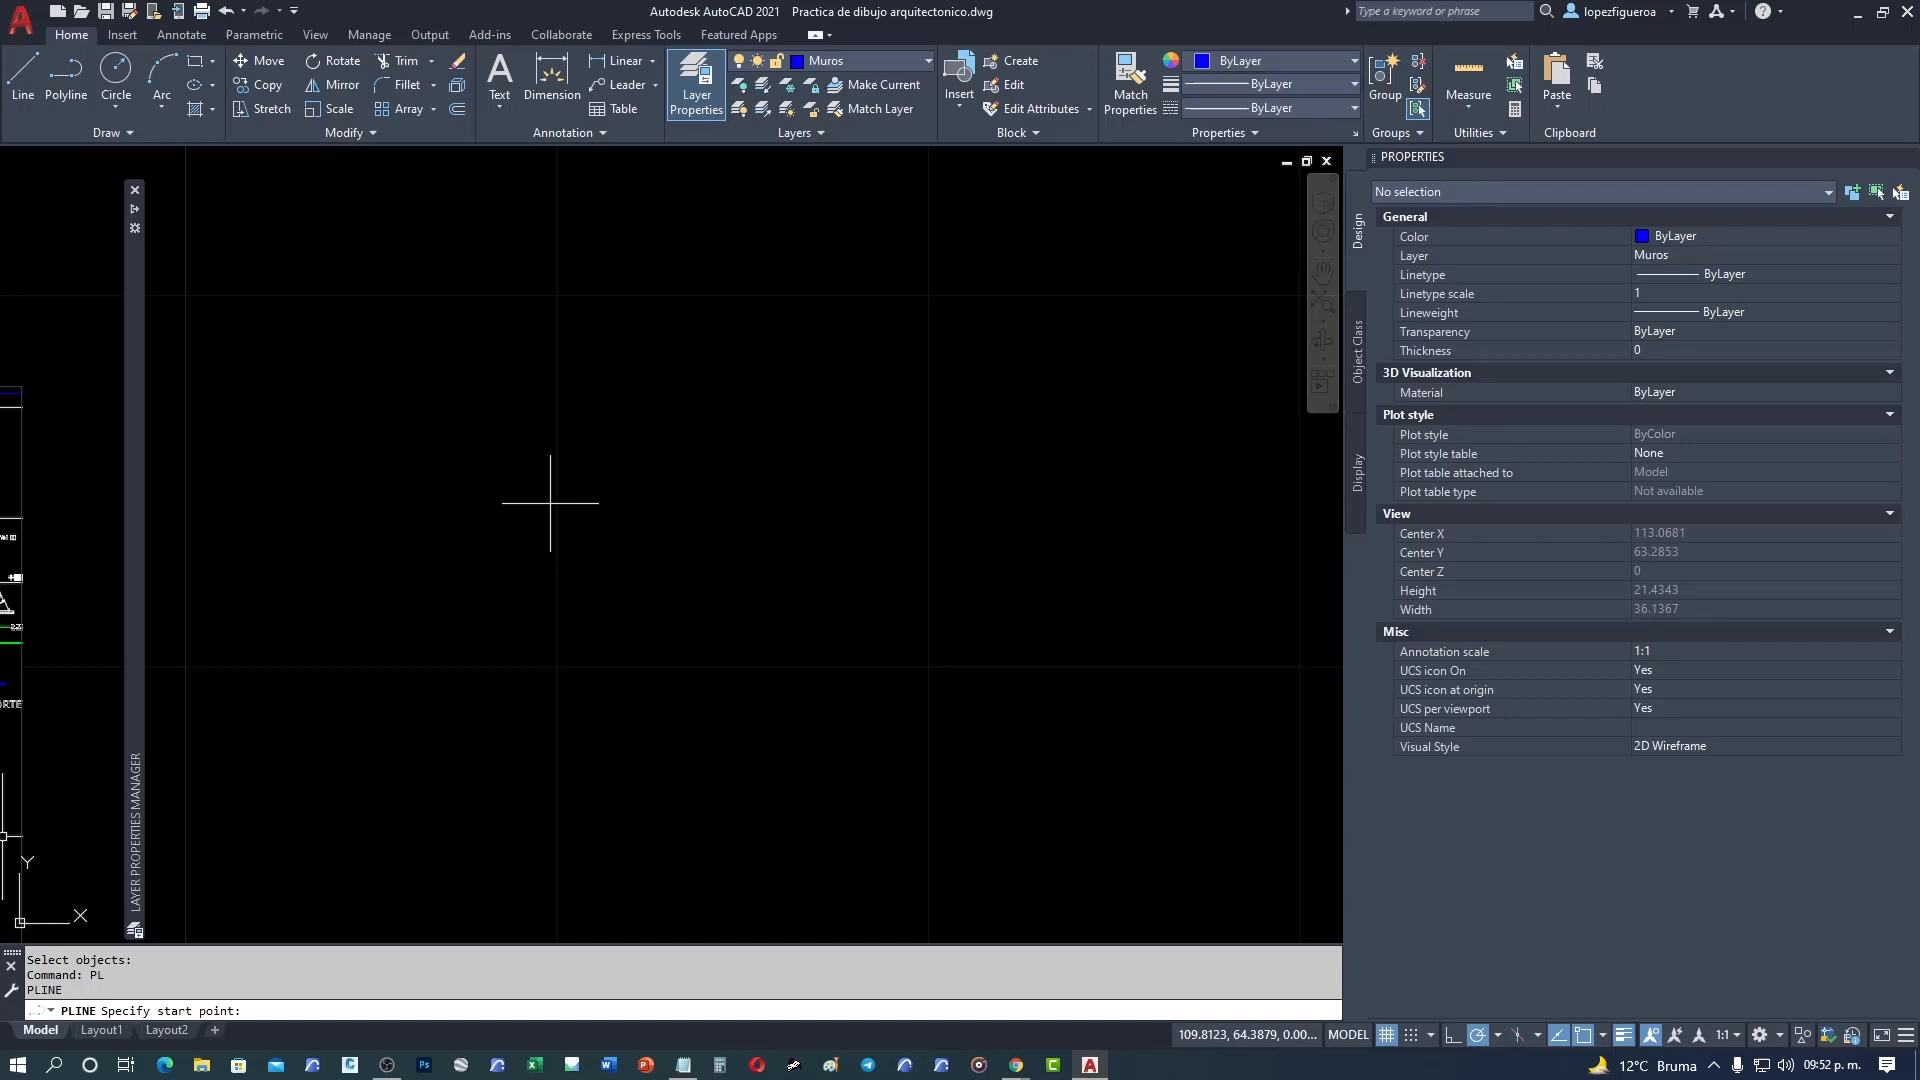 Autodesk AutoCAD 2021 Practica de dibujo arquitectonico.dwg
Type a keyword or phrase
lopezfigueroa
Home Insert Annotate Parametric View Manage Output Add-ins Collaborate Express Tools Featured Apps
Line
Polyline
Circle
Arc
Draw
Move
Rotate
Trim
Copy
Mirror
Fillet
Stretch
Scale
Array
Modify
Text
Dimension
Linear
Leader
Table
Annotation
Layer
Properties
Muros
Make Current
Match Layer
Layers
Insert
Create
Edit
Edit Attributes
Block
Match
Properties
ByLayer
ByLayer
ByLayer
Properties
Group
Groups
Measure
Utilities
Paste
Clipboard
LAYER PROPERTIES MANAGER
Y
X
Design
Object Class
Display
PROPERTIES
No selection
General
Color ByLayer
Layer Muros
Linetype ByLayer
Linetype scale 1
Lineweight ByLayer
Transparency ByLayer
Thickness 0
3D Visualization
Material ByLayer
Plot style
Plot style ByColor
Plot style table None
Plot table attached to Model
Plot table type Not available
View
Center X 113.0681
Center Y 63.2853
Center Z 0
Height 21.4343
Width 36.1367
Misc
Annotation scale 1:1
UCS icon On Yes
UCS icon at origin Yes
UCS per viewport Yes
UCS Name
Visual Style 2D Wireframe
Select objects:
Command: PL
PLINE
PLINE Specify start point:
Model Layout1 Layout2 +
109.8123, 64.3879, 0.00... MODEL 1:1
12°C Bruma 09:52 p. m.